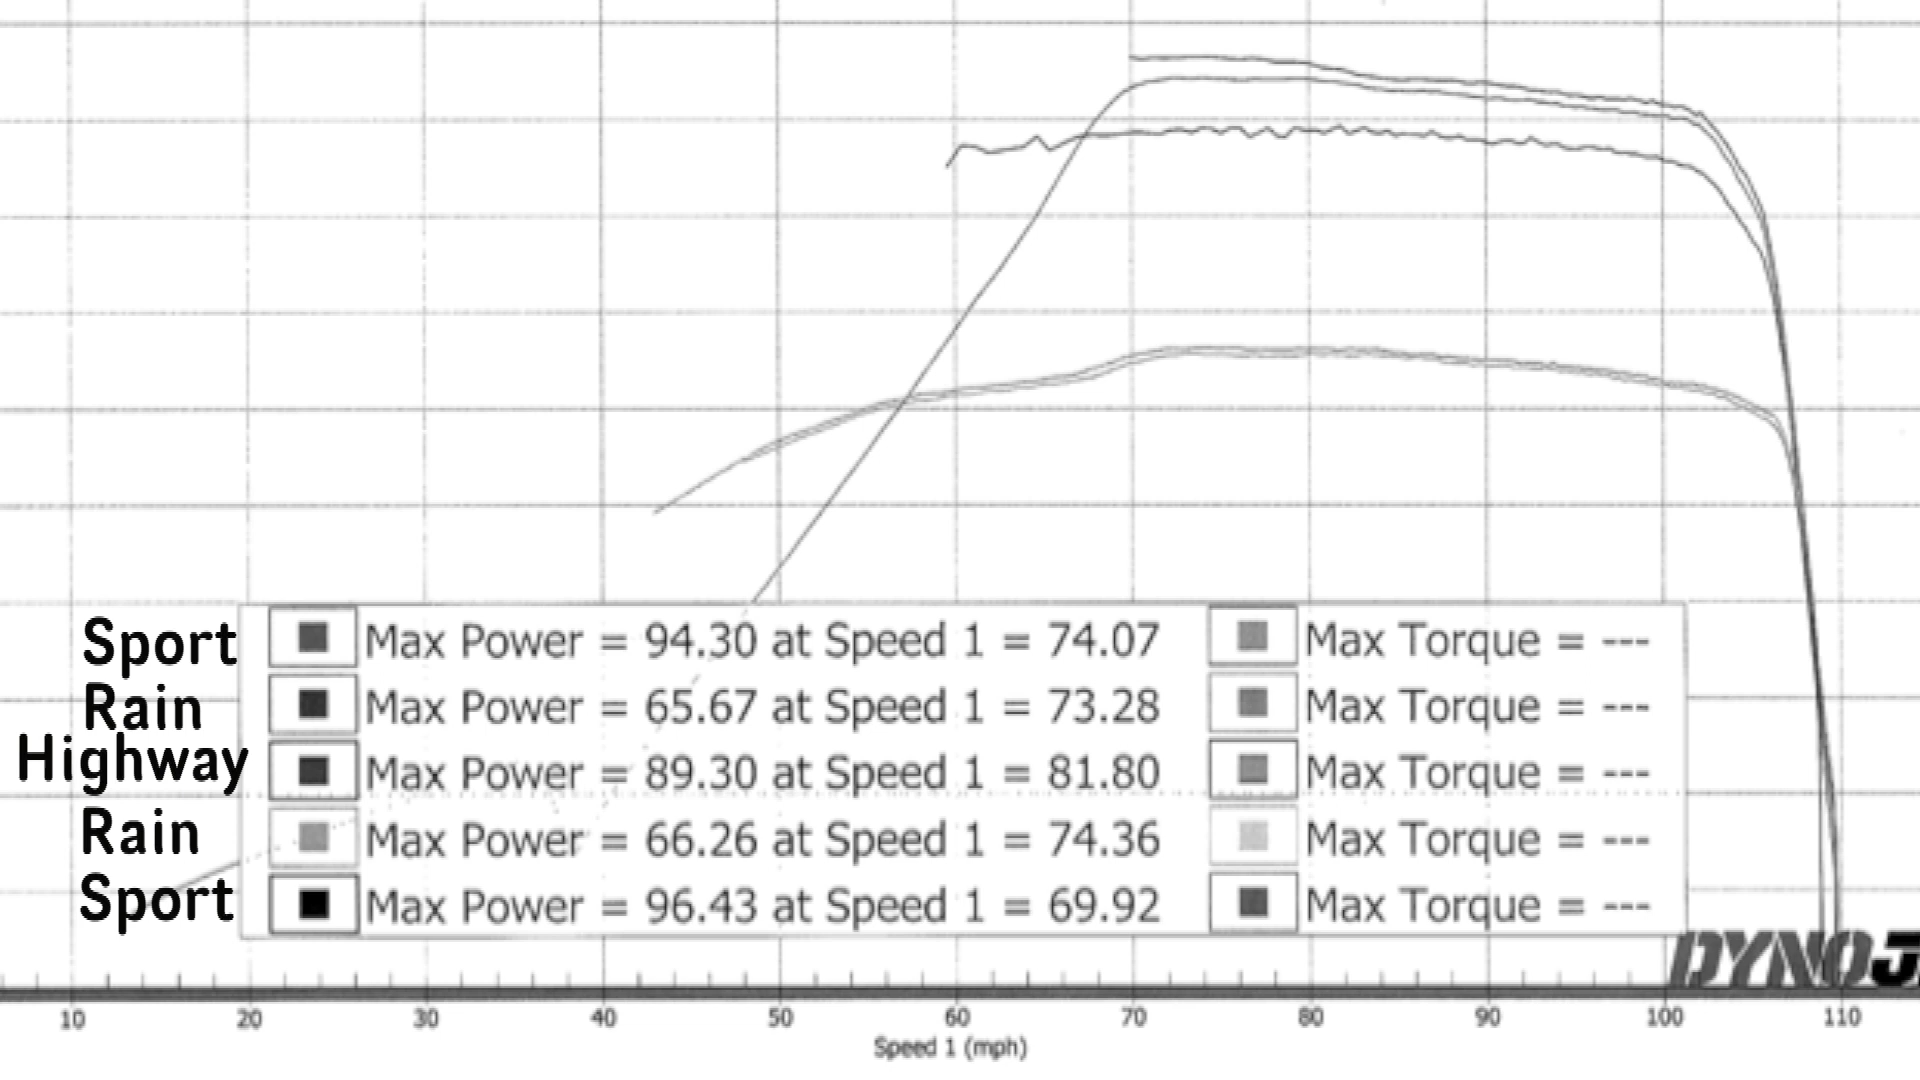 Sport Max Power = 94.30 at Speed 1 = 74.07 Max Torque = ---
Rain Max Power = 65.67 at Speed 1 = 73.28 Max Torque = ---
Highway Max Power = 89.30 at Speed 1 = 81.80 Max Torque = ---
Rain Max Power = 66.26 at Speed 1 = 74.36 Max Torque = ---
Sport Max Power = 96.43 at Speed 1 = 69.92 Max Torque = ---
DYNOJ
10 20 30 40 50 60 70 80 90 100 110
Speed 1 (mph)